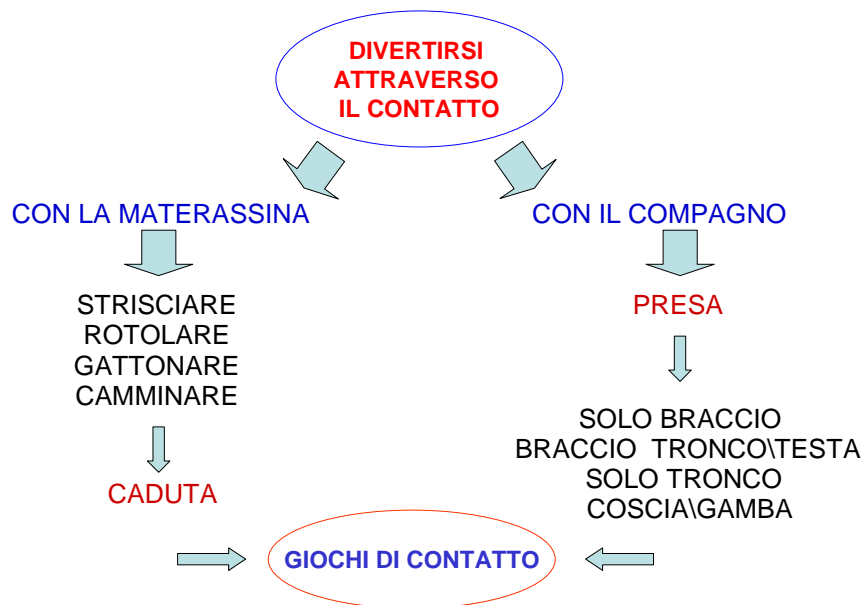 DIVERTIRSI
ATTRAVERSO
IL CONTATTO
CON LA MATERASSINA
STRISCIARE
ROTOLARE
GATTONARE
CAMMINARE
CADUTA
CON IL COMPAGNO
PRESA
SOLO BRACCIO
BRACCIO TRONCO\TESTA
SOLO TRONCO
COSCIA\GAMBA
GIOCHI DI CONTATTO